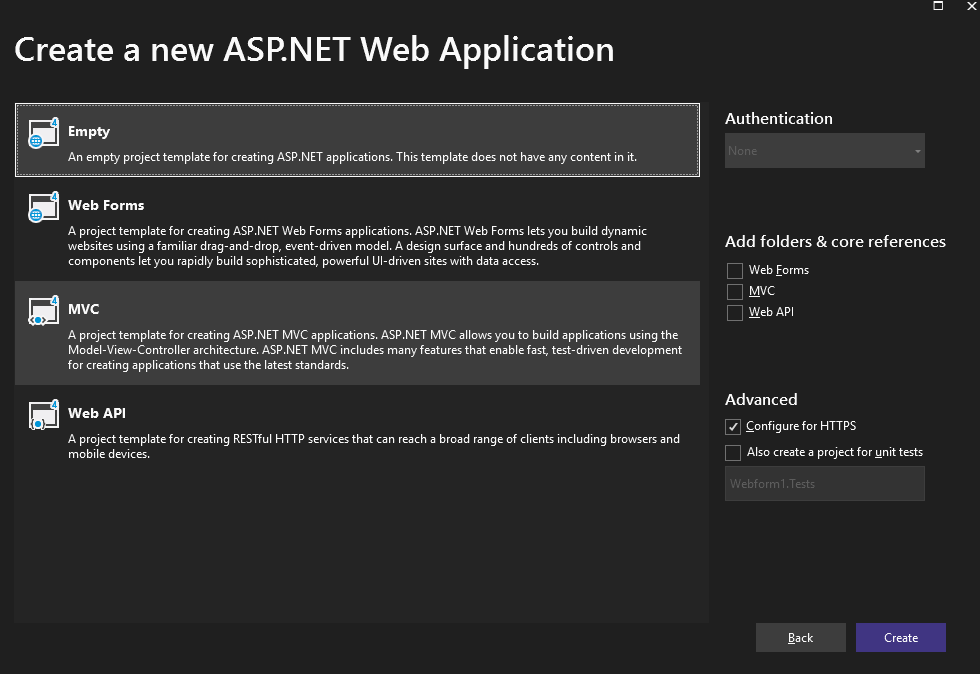 Create a new ASP.NET Web Application
Empty
An empty project template for creating ASP.NET applications. This template does not have any content in it.
Web Forms
A project template for creating ASP.NET Web Forms applications. ASP.NET Web Forms lets you build dynamic
websites using a familiar drag-and-drop, event-driven model. A design surface and hundreds of controls and
components let you rapidly build sophisticated, powerful UI-driven sites with data access.
MVC
A project template for creating ASP.NET MVC applications. ASP.NET MVC allows you to build applications using the
Model-View-Controller architecture. ASP.NET MVC includes many features that enable fast, test-driven development
for creating applications that use the latest standards.
Web API
A project template for creating RESTful HTTP services that can reach a broad range of clients including browsers and
mobile devices.
Authentication
None
Add folders & core references
Web Forms
MVC
Web API
Advanced
Configure for HTTPS
Also create a project for unit tests
Webform1.Tests
Back
Create